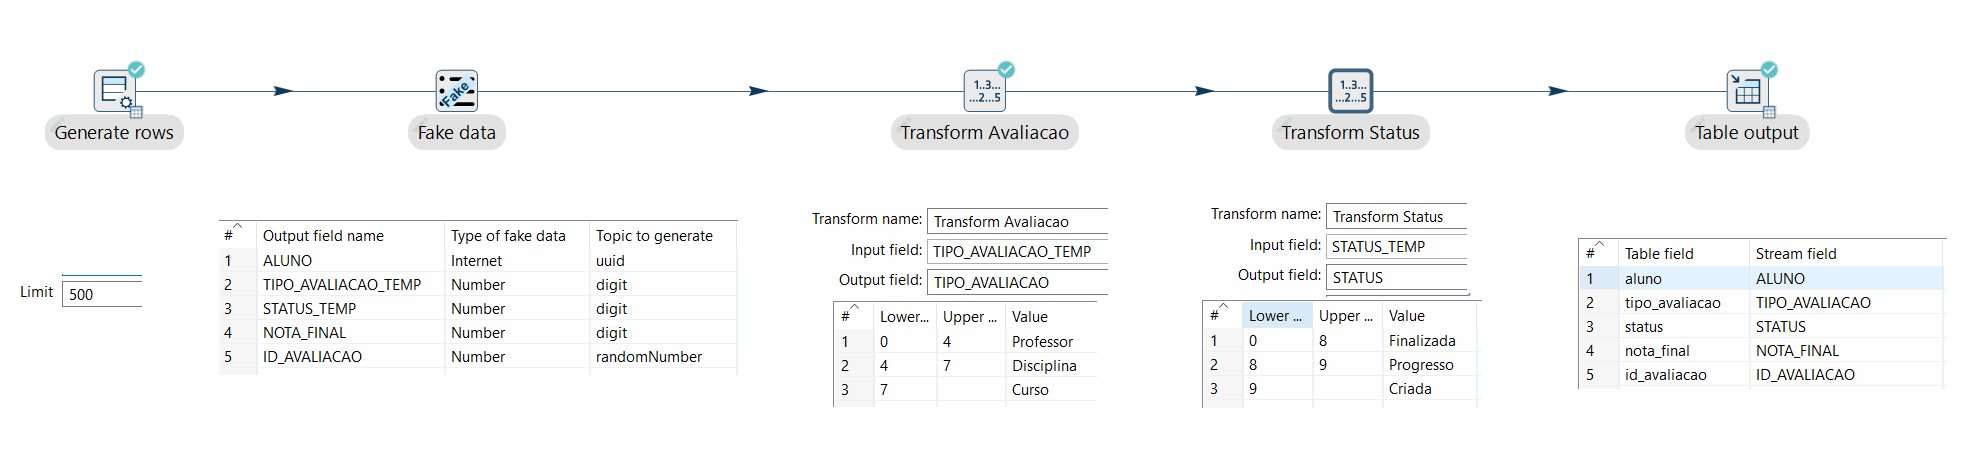 1..3...
...2...5
1..3...
...2...5
Fake
Generate rows
Fake data
Transform Avaliacao
Transform Status
Table output
Limit 500
# Output field name Type of fake data Topic to generate
1 ALUNO Internet uuid
2 TIPO_AVALIACAO_TEMP Number digit
3 STATUS_TEMP Number digit
4 NOTA_FINAL Number digit
5 ID_AVALIACAO Number randomNumber
Transform name: Transform Avaliacao
Input field: TIPO_AVALIACAO_TEMP
Output field: TIPO_AVALIACAO
# Lower... Upper ... Value
1 0 4 Professor
2 4 7 Disciplina
3 7 Curso
Transform name: Transform Status
Input field: STATUS_TEMP
Output field: STATUS
# Lower ... Upper ... Value
1 0 8 Finalizada
2 8 9 Progresso
3 9 Criada
# Table field Stream field
1 aluno ALUNO
2 tipo_avaliacao TIPO_AVALIACAO
3 status STATUS
4 nota_final NOTA_FINAL
5 id_avaliacao ID_AVALIACAO